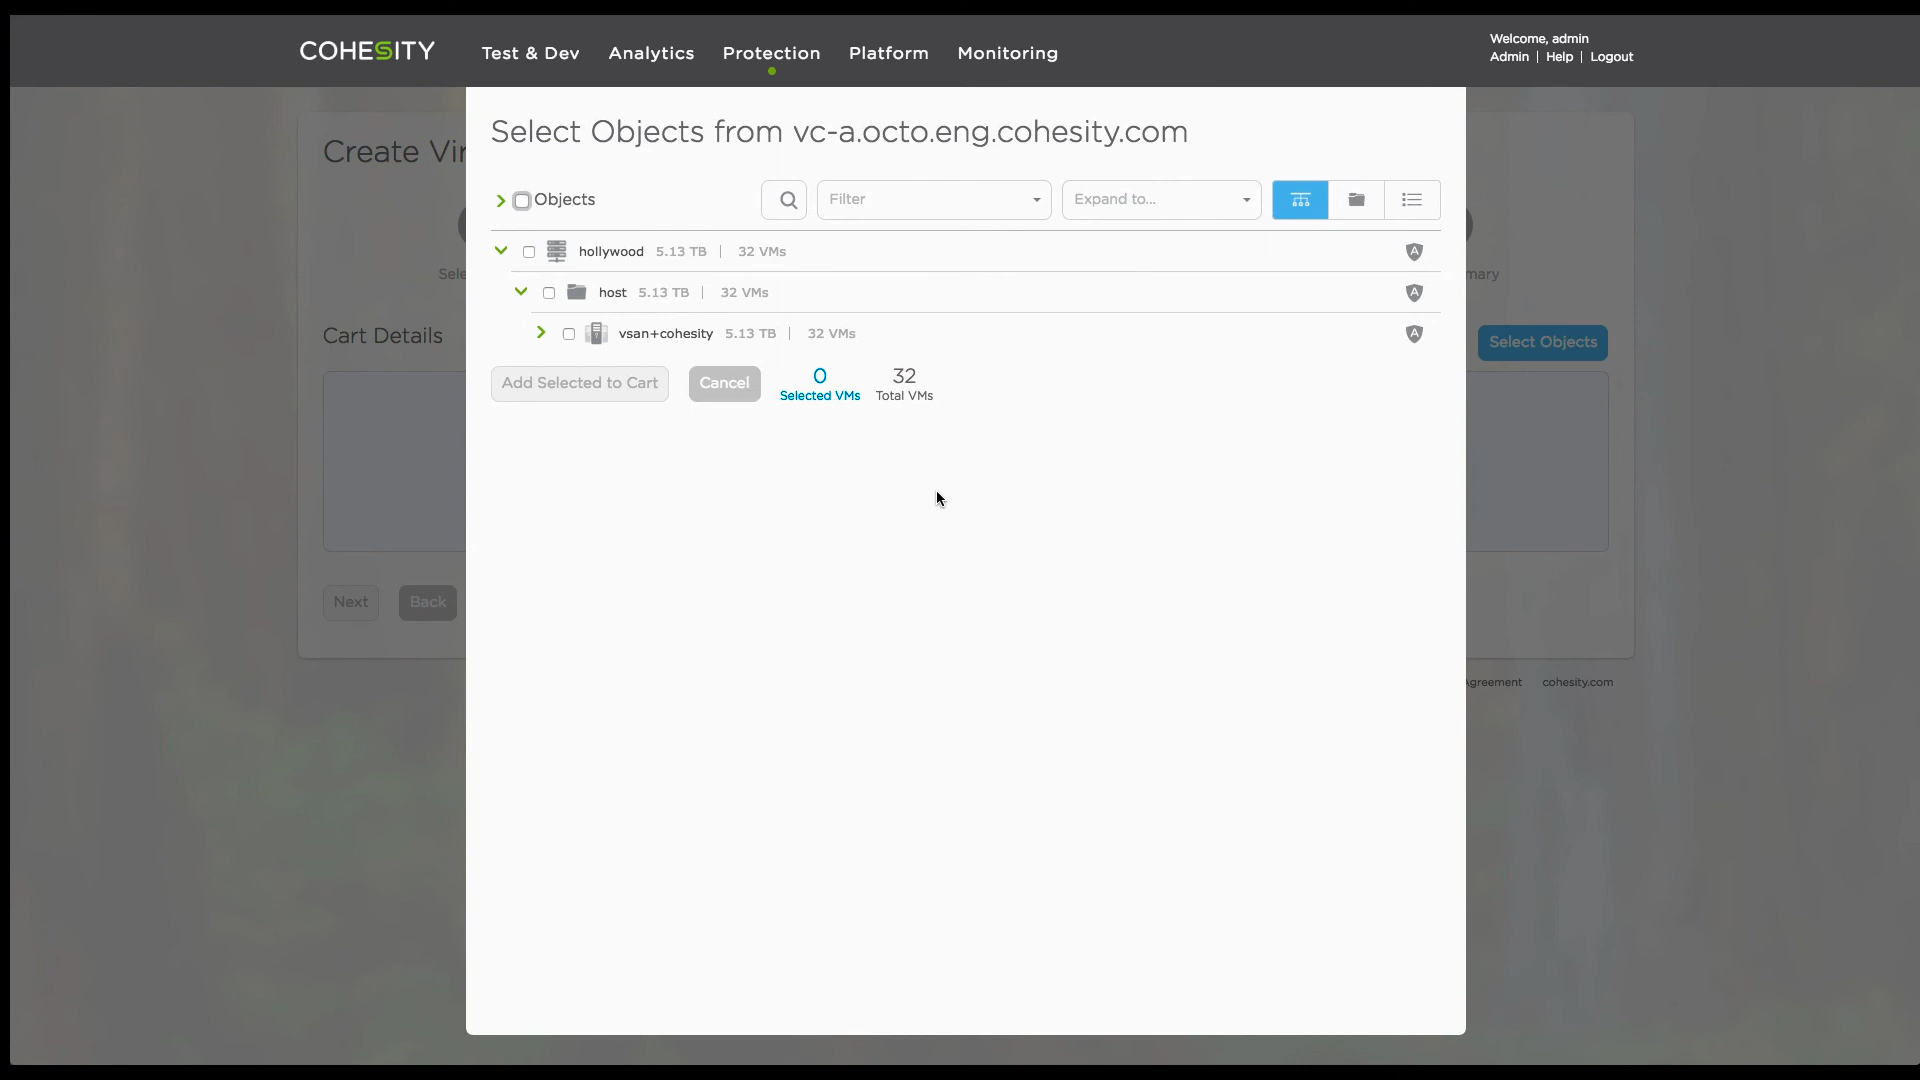 COHESITY
Test & Dev Analytics Protection Platform Monitoring
Welcome, admin
Admin | Help | Logout
Select Objects from vc-a.octo.eng.cohesity.com
Objects Filter Expand to...
hollywood 5.13 TB | 32 VMs
host 5.13 TB | 32 VMs
vsan+cohesity 5.13 TB | 32 VMs
Add Selected to Cart Cancel
0 Selected VMs
32 Total VMs
Create Vir
Sele
mary
Cart Details
Select Objects
Next Back
Agreement cohesity.com